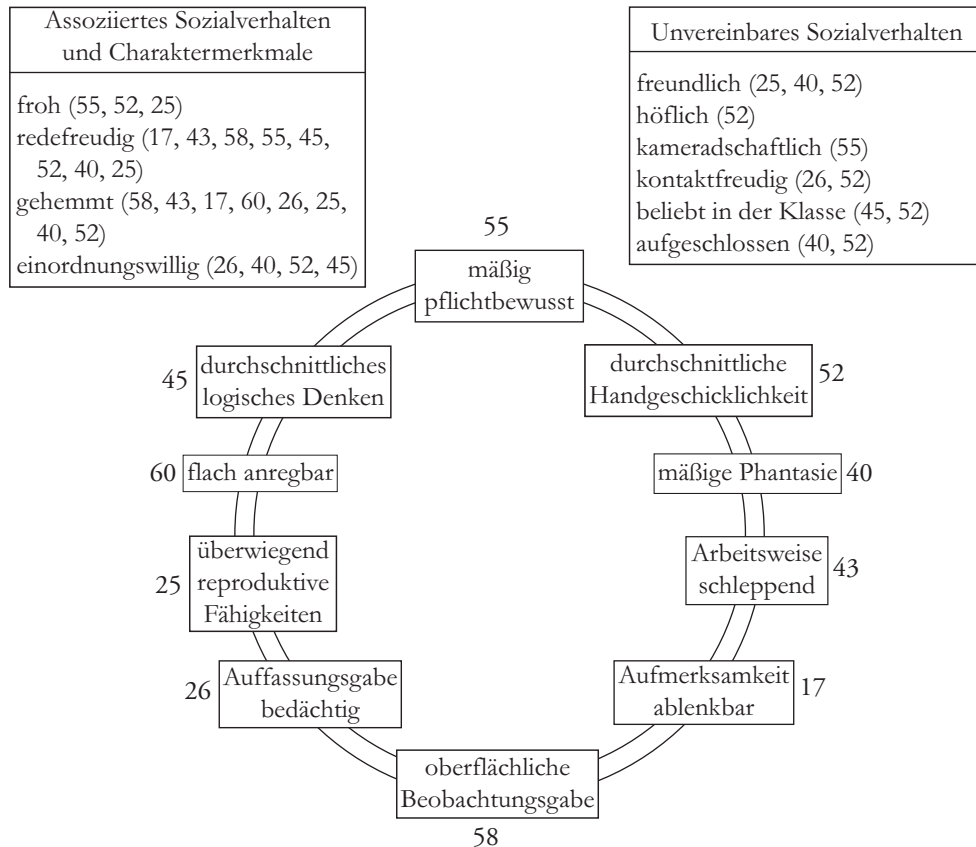 Assoziiertes Sozialverhalten
und Charaktermerkmale
froh (55, 52, 25)
redefreudig (17, 43, 58, 55, 45,
52, 40, 25)
gehemmt (58, 43, 17, 60, 26, 25,
40, 52)
einordnungswillig (26, 40, 52, 45)
Unvereinbares Sozialverhalten
freundlich (25, 40, 52)
höflich (52)
kameradschaftlich (55)
kontaktfreudig (26, 52)
beliebt in der Klasse (45, 52)
aufgeschlossen (40, 52)
55
mäßig
pflichtbewusst
45
durchschnittliches
logisches Denken
durchschnittliche
Handgeschicklichkeit
52
60
flach anregbar
mäßige Phantasie
40
25
überwiegend
reproduktive
Fähigkeiten
Arbeitsweise
schleppend
43
26
Auffassungsgabe
bedächtig
Aufmerksamkeit
ablenkbar
17
oberflächliche
Beobachtungsgabe
58